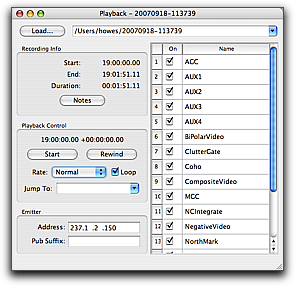 Playback - 20070918-113739
Load... /Users/howes/20070918-113739
Recording Info
Start: 19:00:00.00
End: 19:01:51.11
Duration: 00:01:51.11
Notes
Playback Control
19:00:00.00 +00:00:00.00
Start Rewind
Rate: Normal Loop
Jump To:
Emitter
Address: 237.1 .2 .150
Pub Suffix:
On Name
1 AGC
2 AUX1
3 AUX2
4 AUX3
5 AUX4
6 BiPolarVideo
7 ClutterGate
8 Coho
9 CompositeVideo
10 MGC
11 NCIntegrate
12 NegativeVideo
13 NorthMark